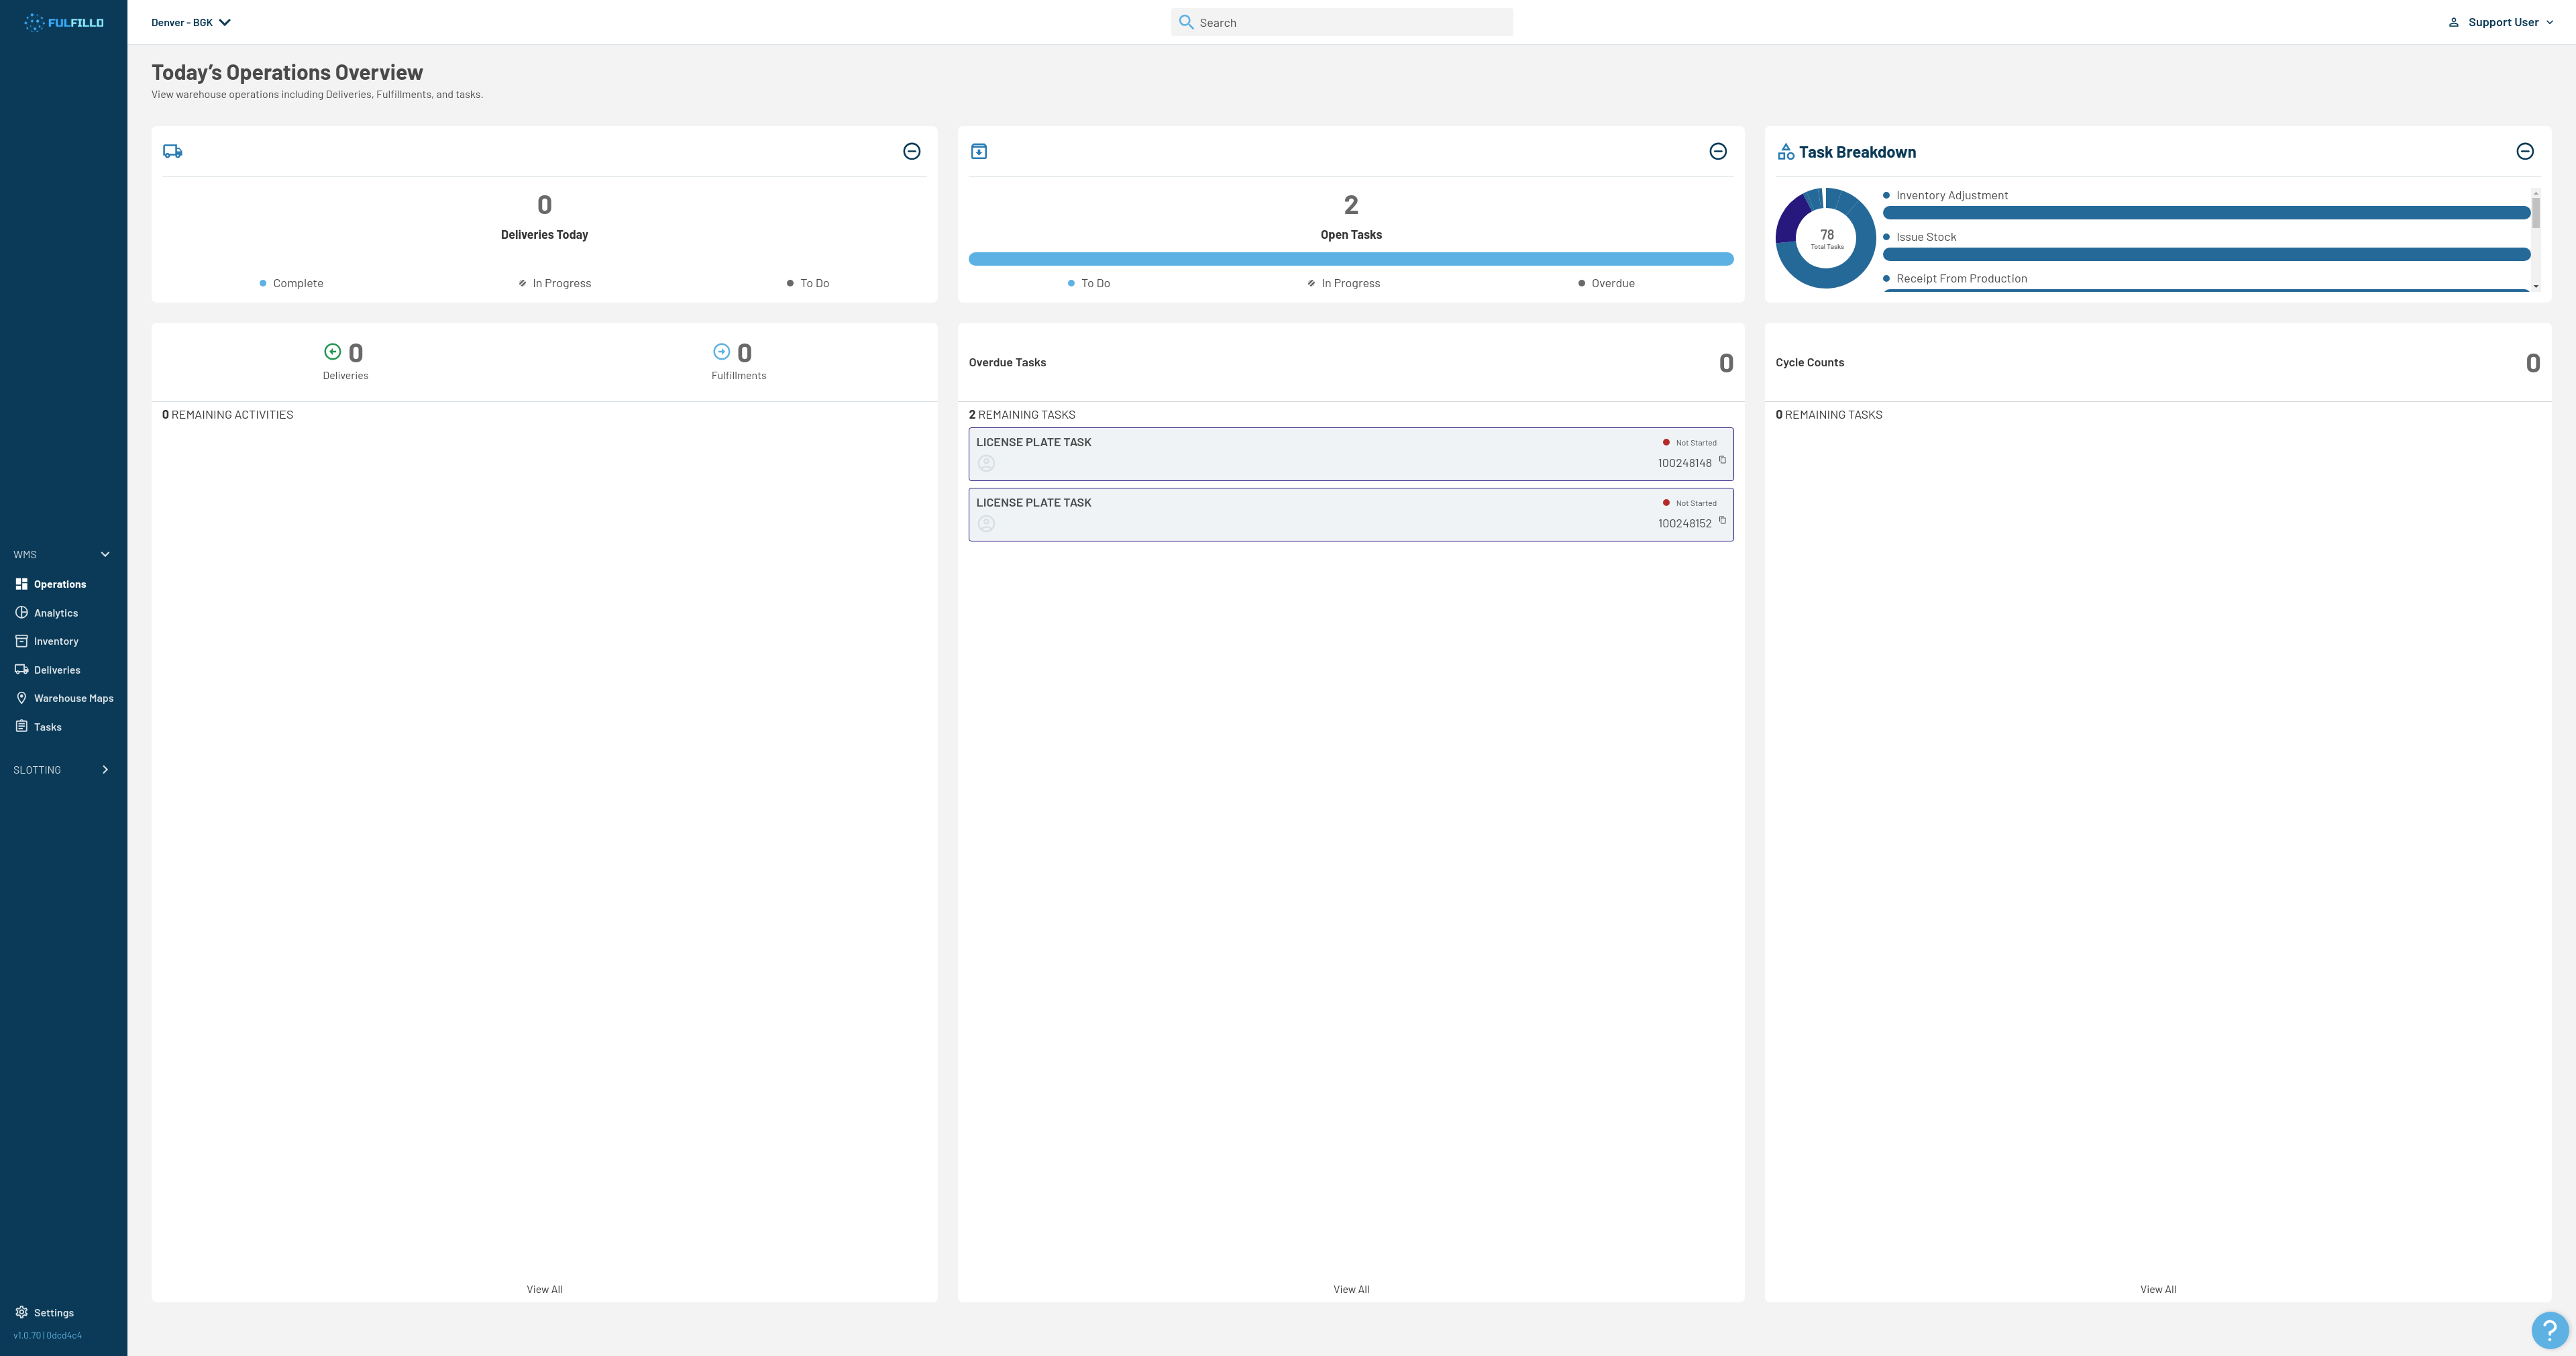 FULFILLD
Denver - BGK
Search
Support User
Today's Operations Overview
View warehouse operations including Deliveries, Fulfillments, and tasks.
0
Deliveries Today
Complete
In Progress
To Do
2
Open Tasks
To Do
In Progress
Overdue
Task Breakdown
78
Total Tasks
Inventory Adjustment
Issue Stock
Receipt From Production
0
Deliveries
0
Fulfillments
0 REMAINING ACTIVITIES
View All
Overdue Tasks
0
2 REMAINING TASKS
LICENSE PLATE TASK
Not Started
100248148
LICENSE PLATE TASK
Not Started
100248152
View All
Cycle Counts
0
0 REMAINING TASKS
View All
WMS
Operations
Analytics
Inventory
Deliveries
Warehouse Maps
Tasks
SLOTTING
Settings
v1.0.70 | 0dcd4c4
?